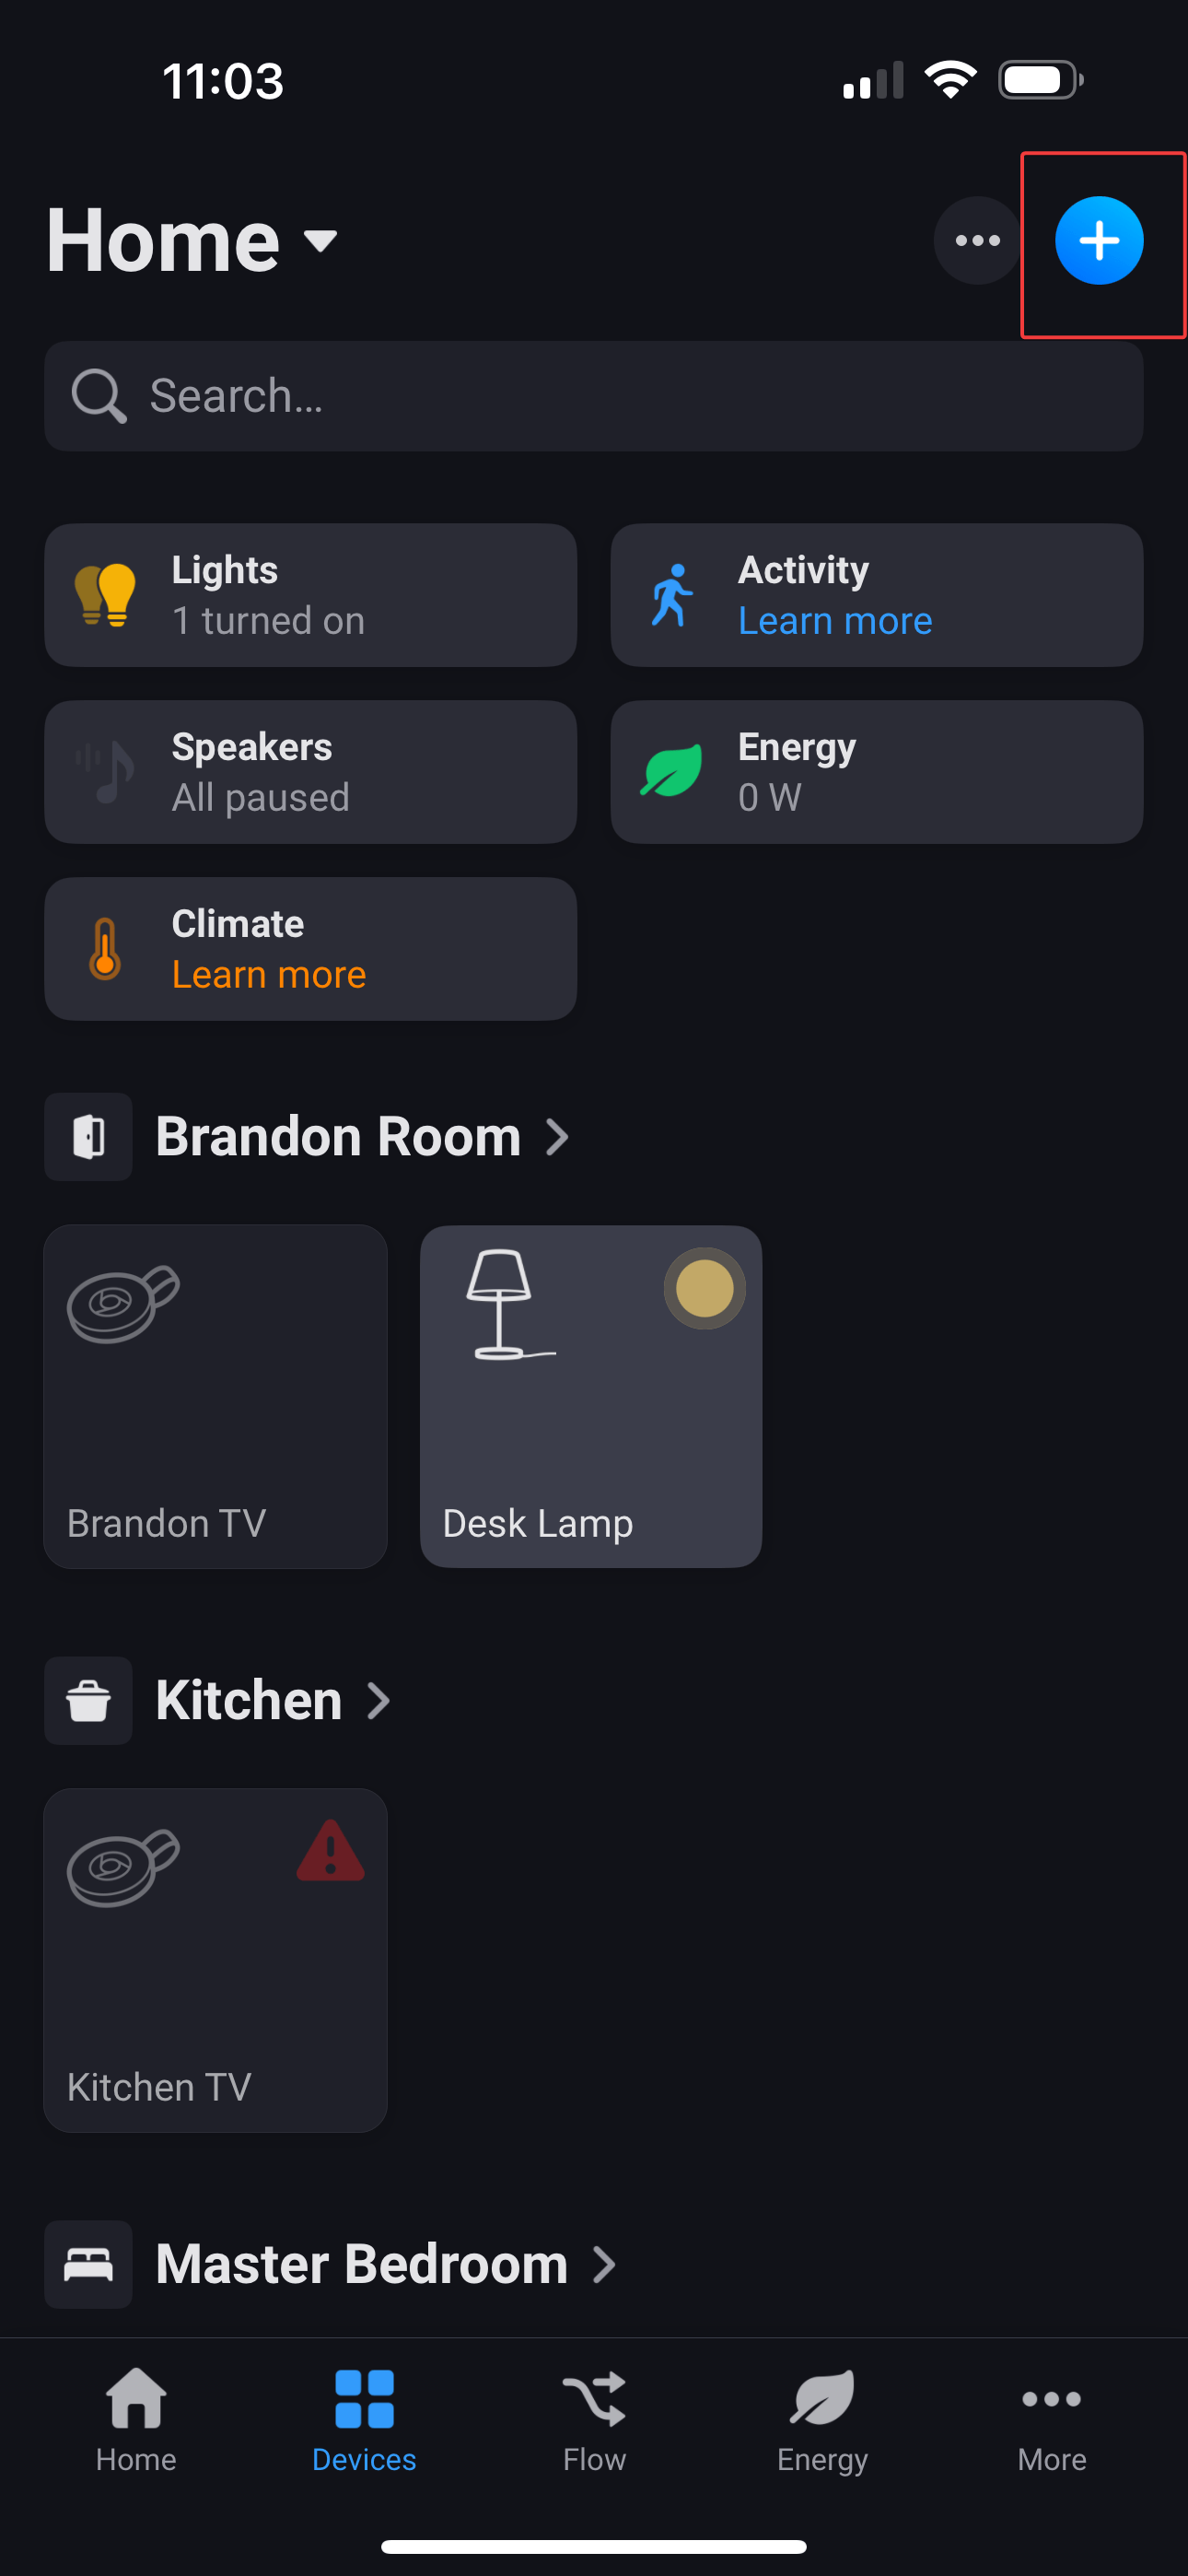 11:03
Home
Search...
Lights
1 turned on
Activity
Learn more
Speakers
All paused
Energy
0 W
Climate
Learn more
Brandon Room
Brandon TV
Desk Lamp
Kitchen
Kitchen TV
Master Bedroom
Home
Devices
Flow
Energy
More